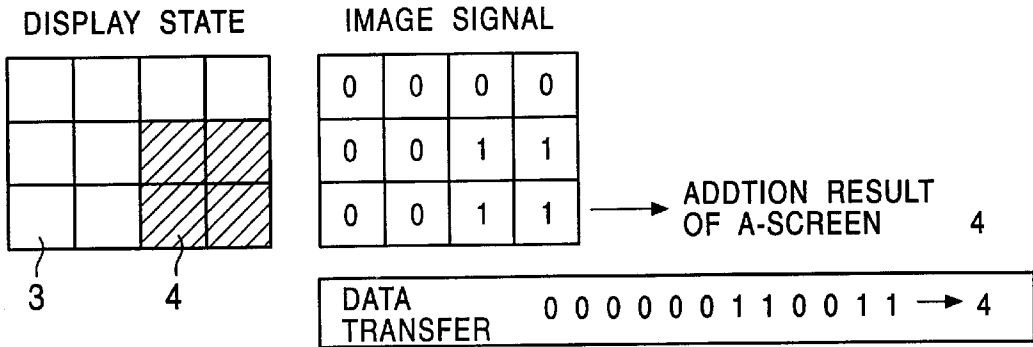 DISPLAY STATE
IMAGE SIGNAL
0 0 0 0
0 0 1 1
0 0 1 1
ADDTION RESULT
OF A-SCREEN 4
3 4
DATA
TRANSFER
0 0 0 0 0 0 1 1 0 0 1 1 → 4